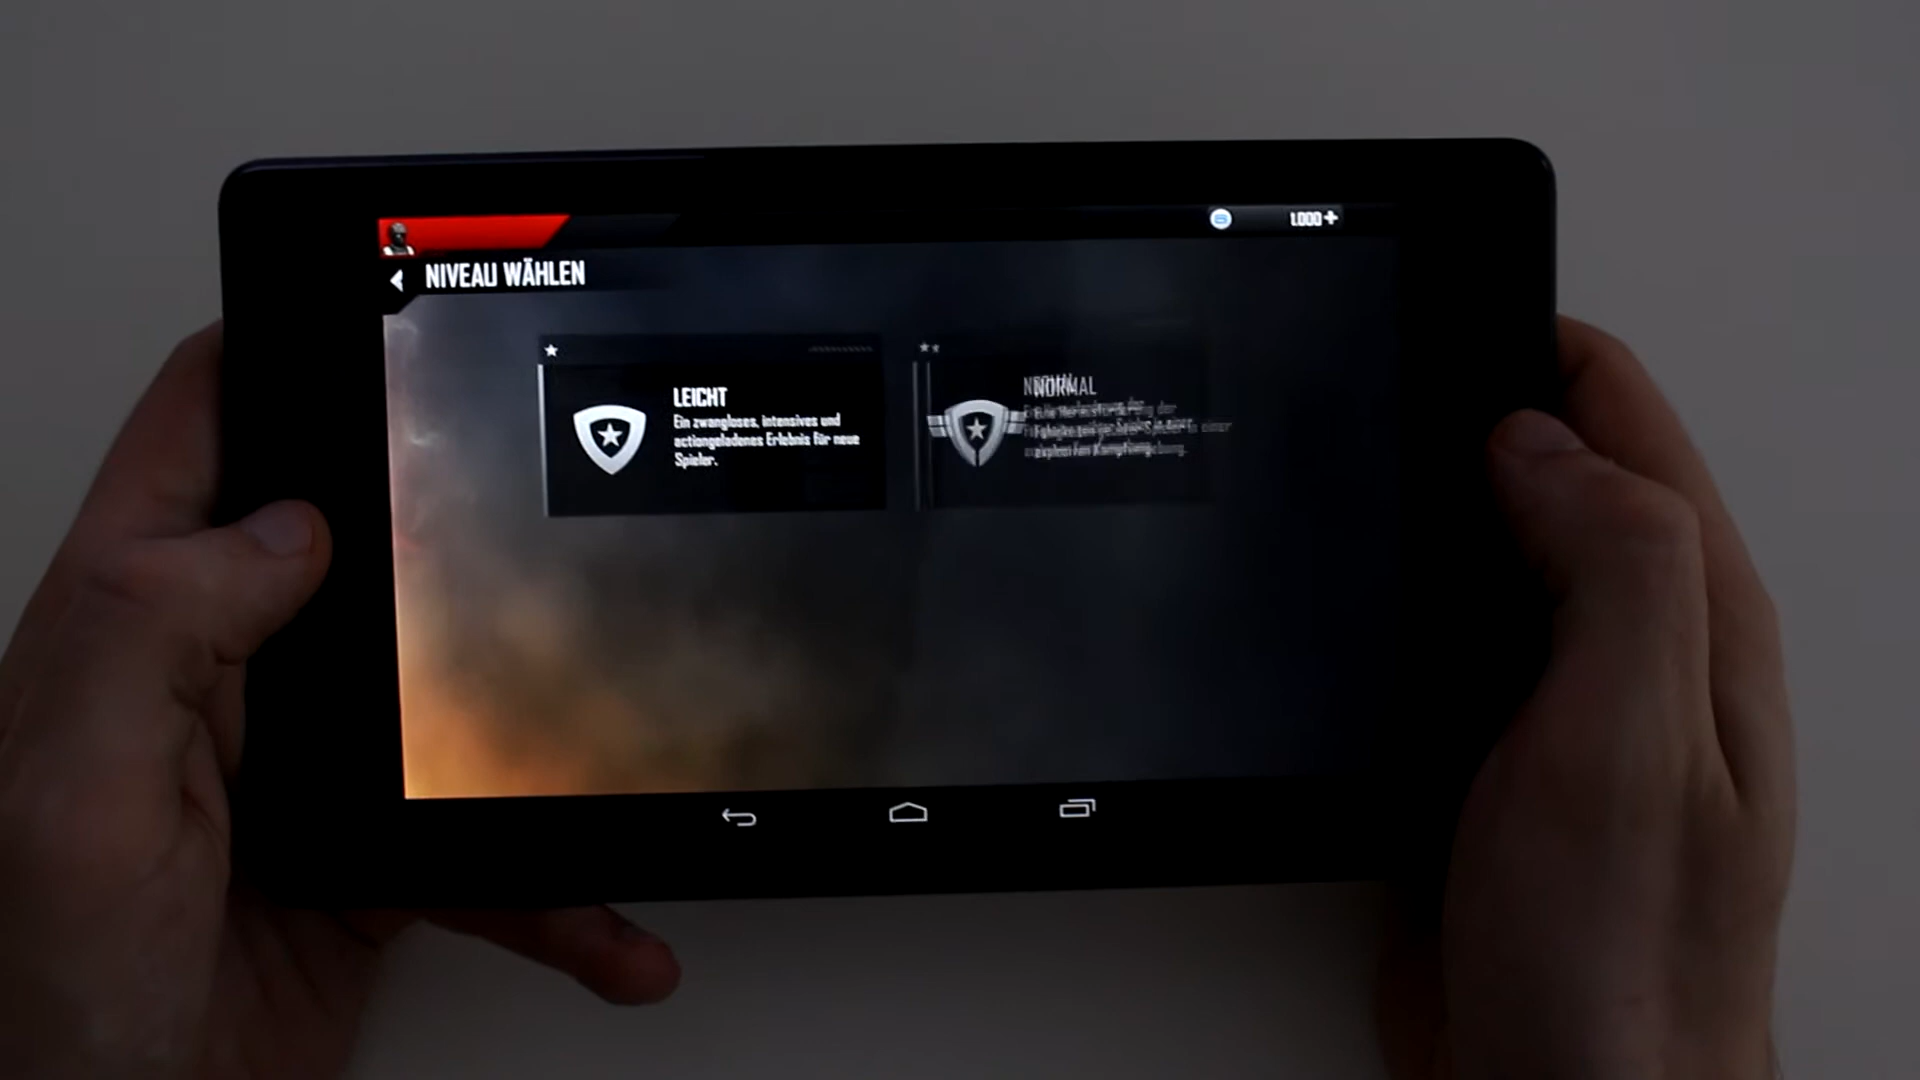 1.000+
NIVEAU WÄHLEN
LEICHT
Ein zwangloses, intensives und
actiongeladenes Erlebnis für neue
Spieler.
NORMAL